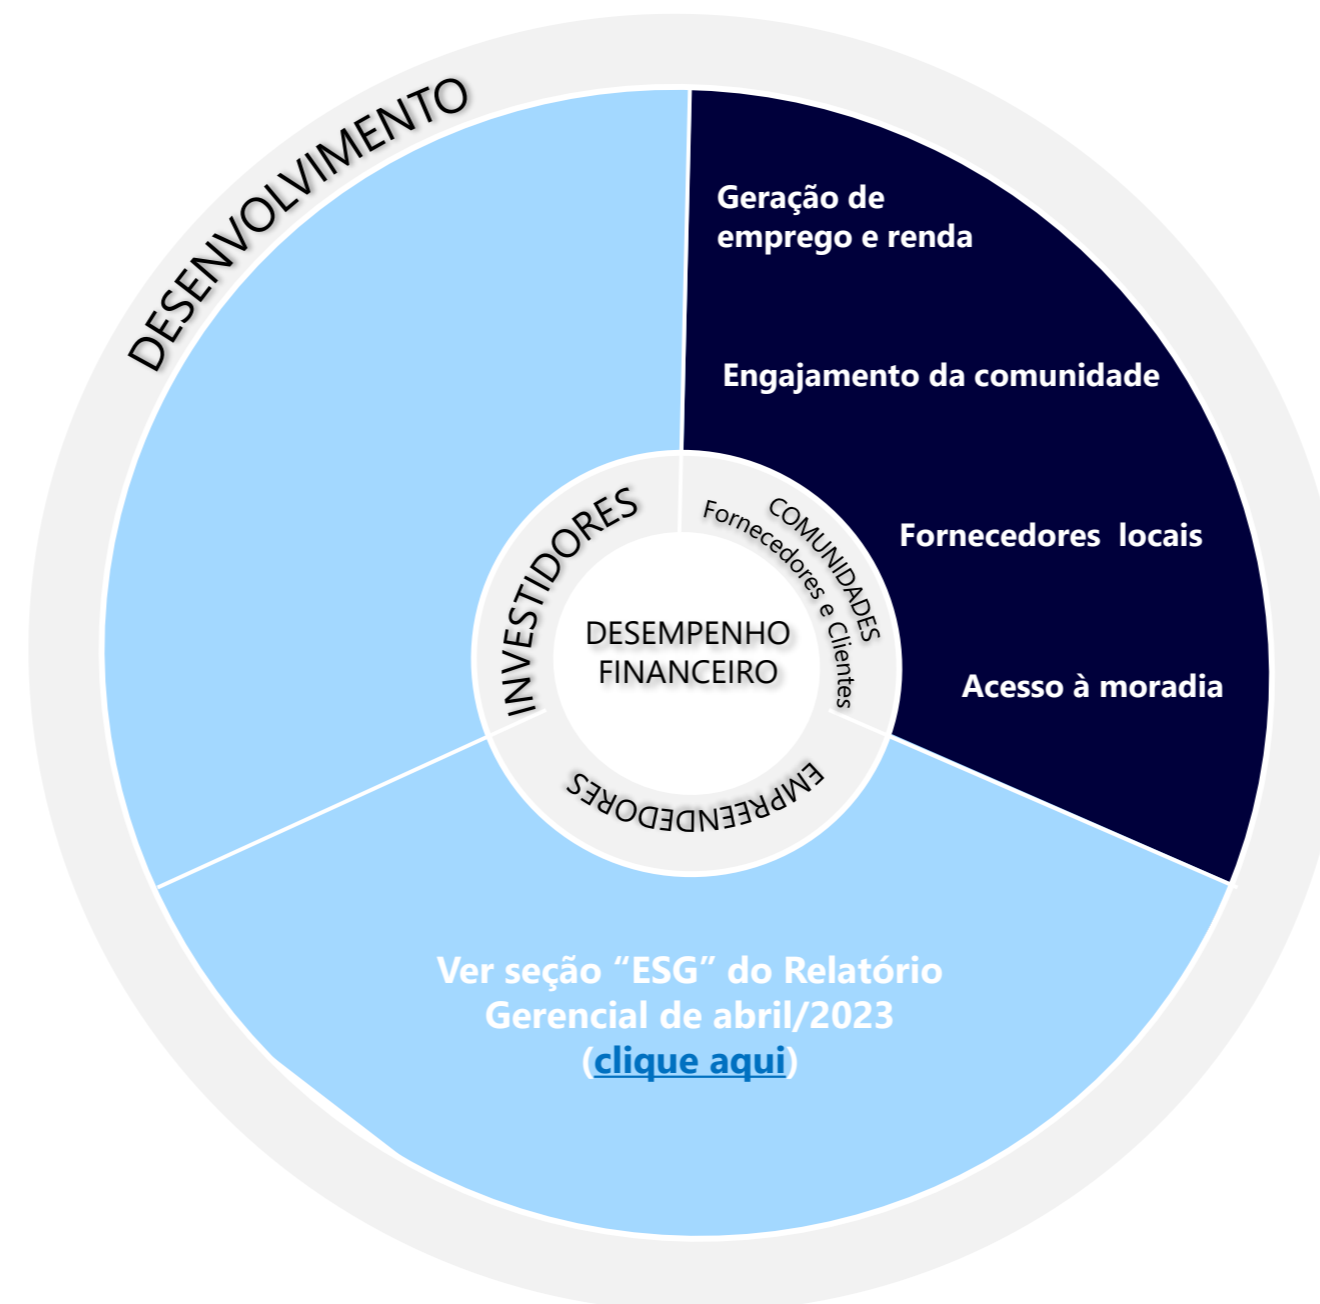 DESENVOLVIMENTO
Geração de
emprego e renda
Engajamento da comunidade
Fornecedores locais
Acesso à moradia
INVESTIDORES
COMUNIDADES
Fornecedores e Clientes
DESEMPENHO
FINANCEIRO
EMPREENDEDORES
Ver seção “ESG” do Relatório
Gerencial de abril/2023
(clique aqui)